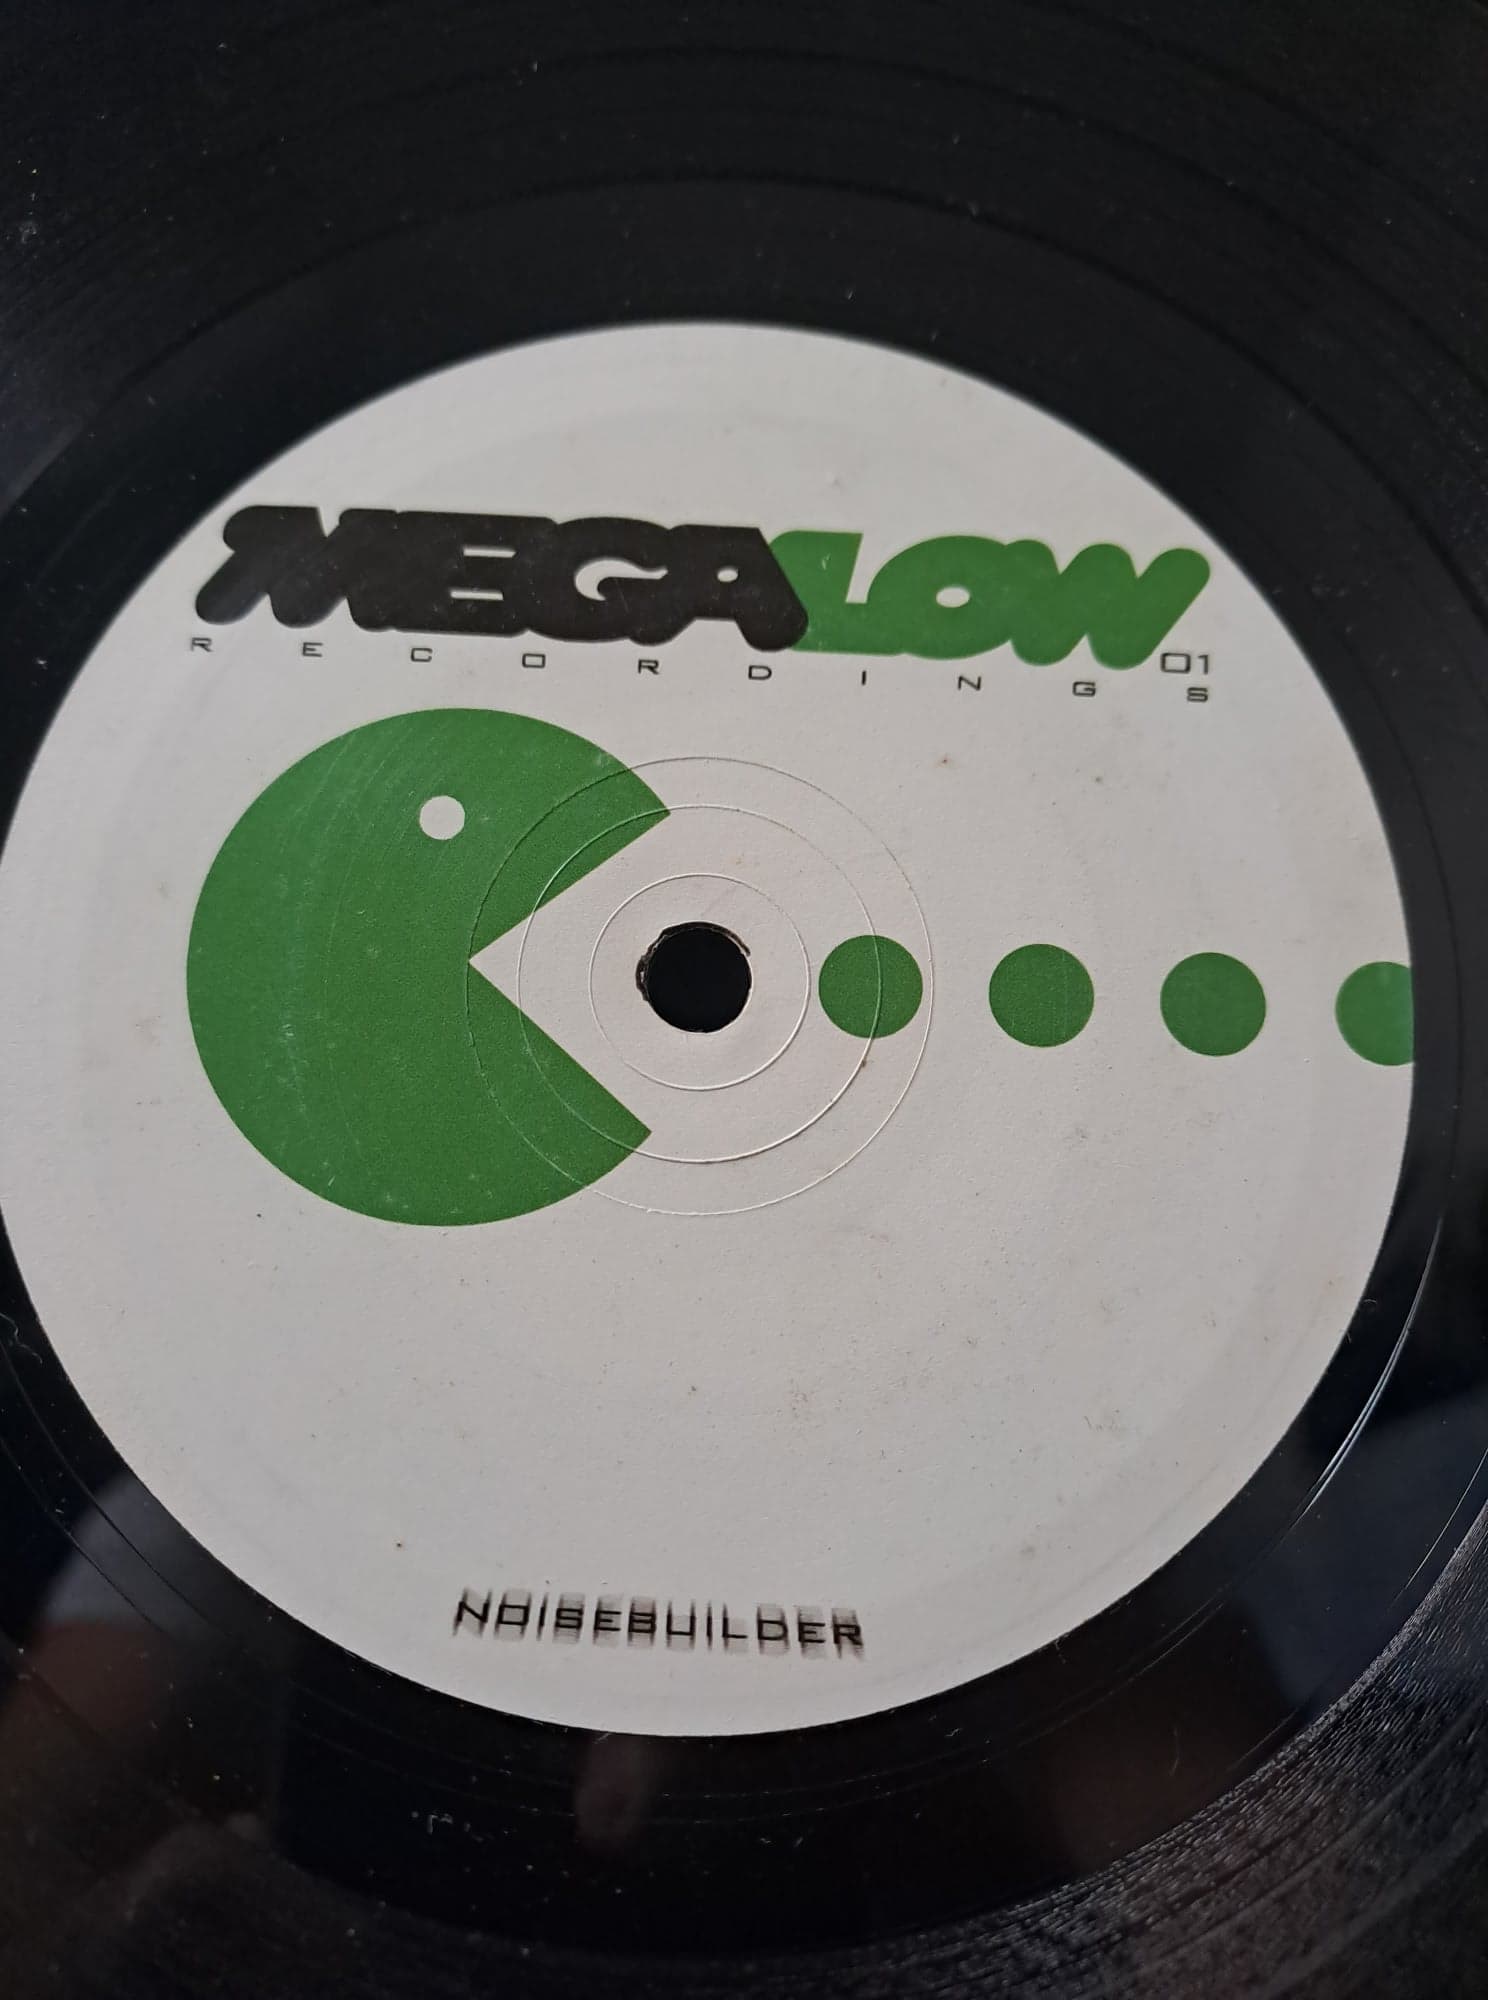 MEGALOW
01
RECORDINGS
NOISEBUILDER